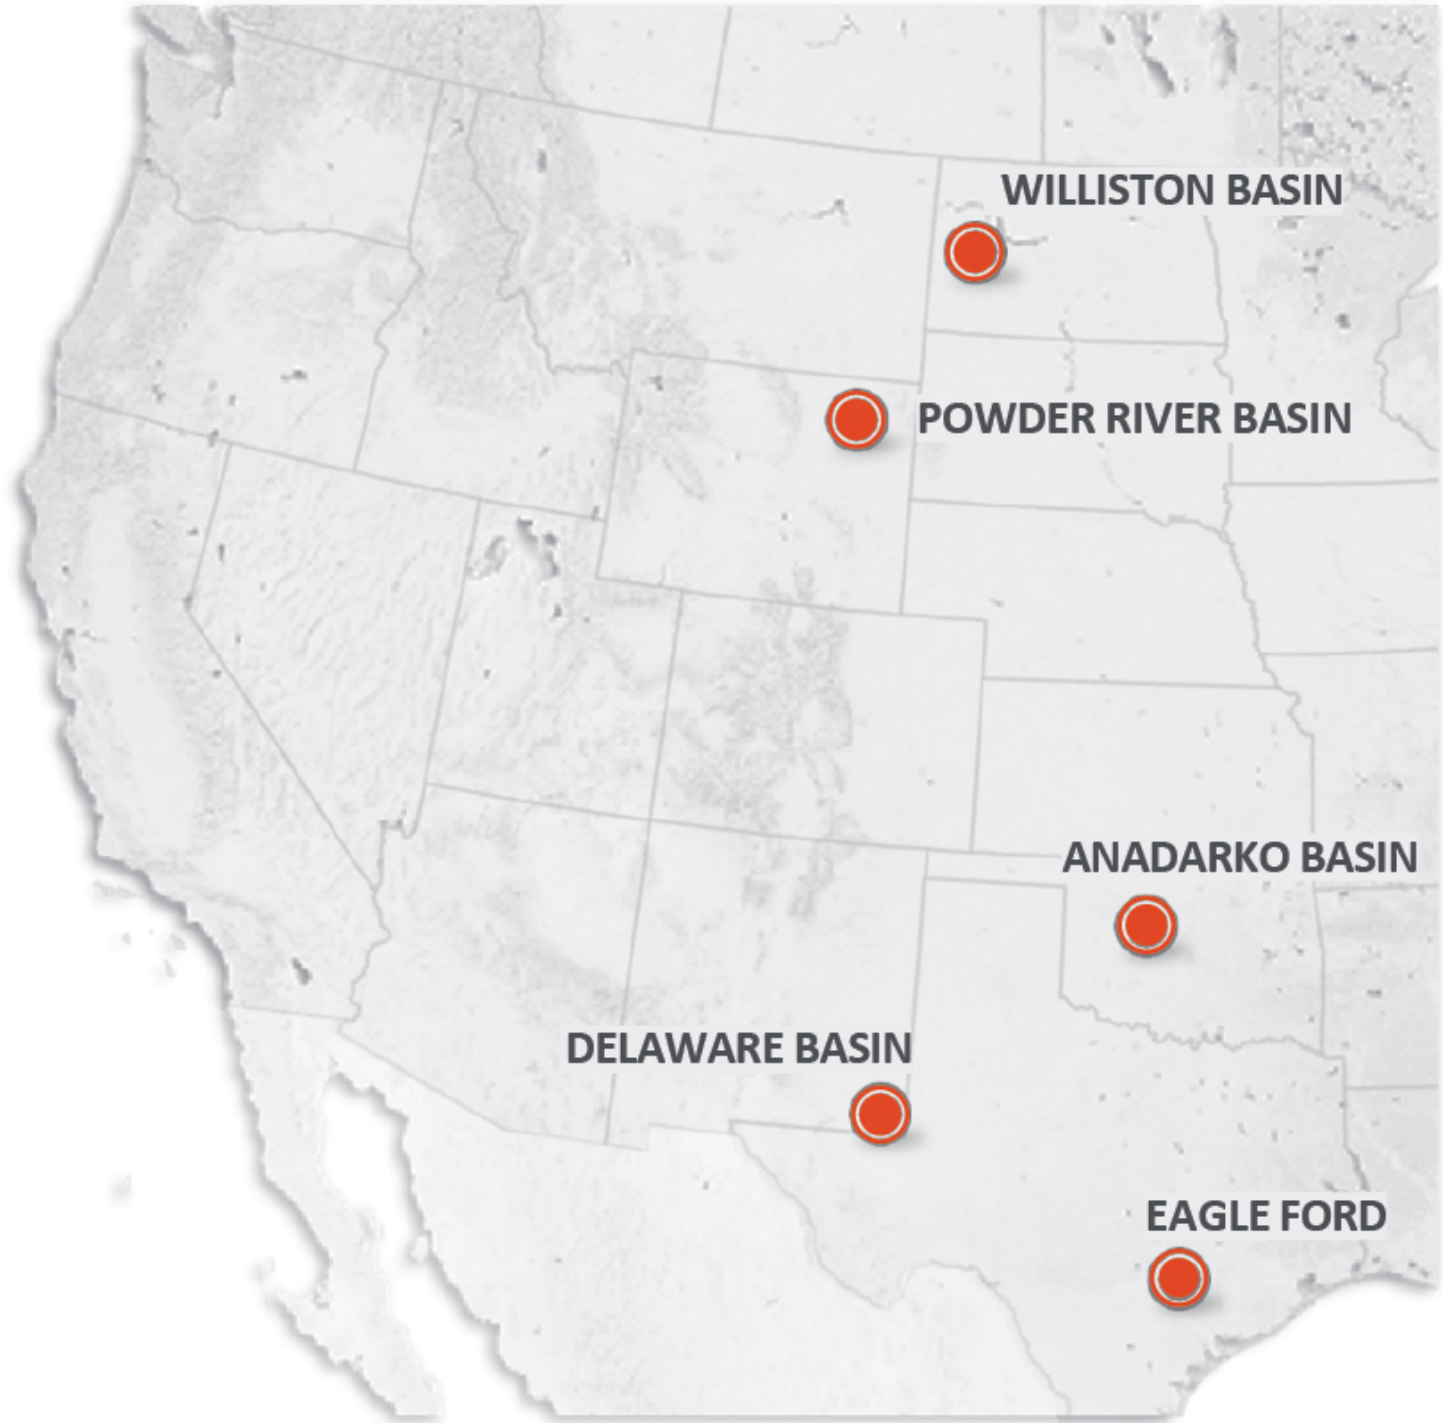 WILLISTON BASIN
POWDER RIVER BASIN
ANADARKO BASIN
DELAWARE BASIN
EAGLE FORD